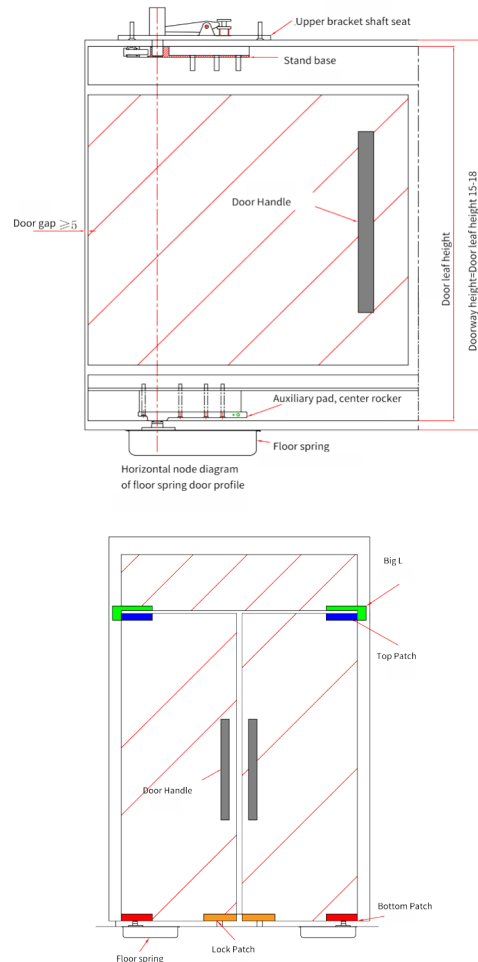 Upper bracket shaft seat
Stand base
Door Handle
Door gap ⩾5
Door leaf height
Doorway height=Door leaf height 15-18
Auxiliary pad, center rocker
Floor spring
Horizontal node diagram
of floor spring door profile
Big L
Top Patch
Door Handle
Bottom Patch
Lock Patch
Floor spring